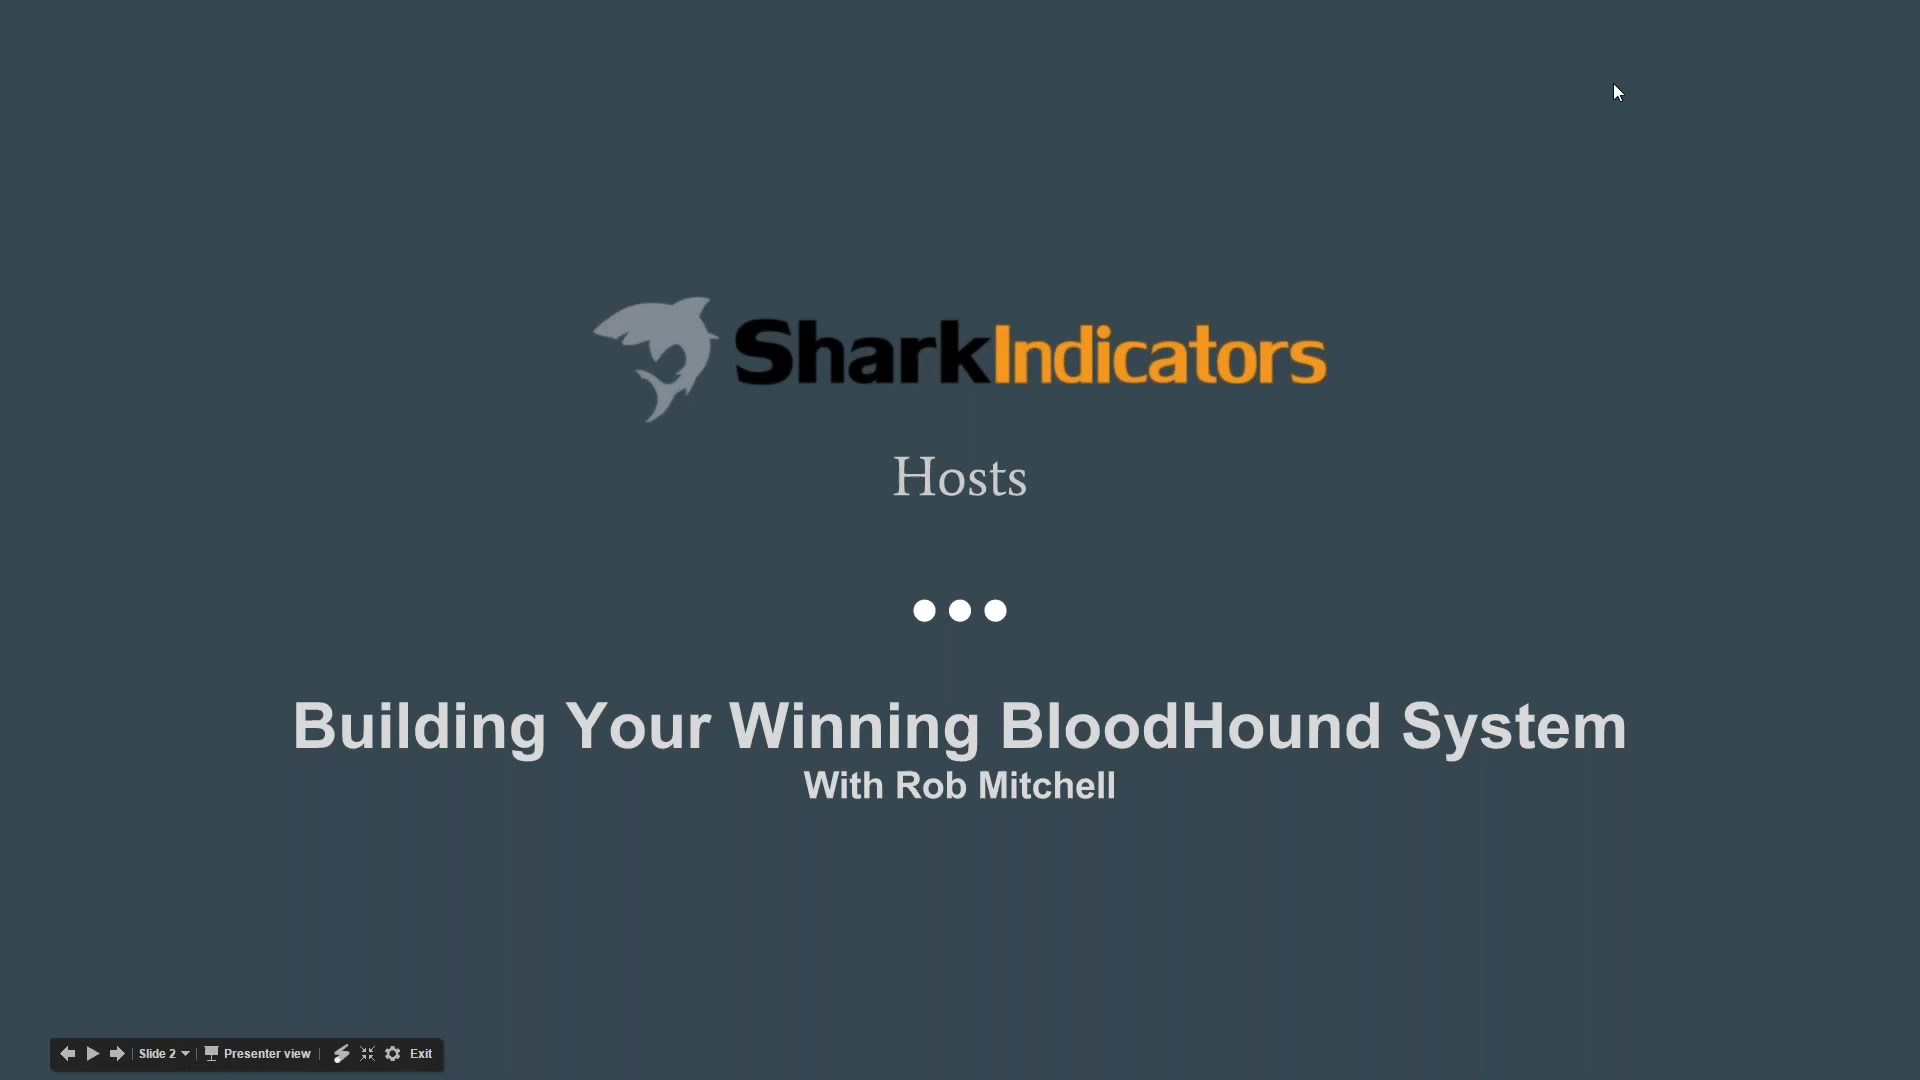 SharkIndicators
Hosts
Building Your Winning BloodHound System
With Rob Mitchell
Slide 2 Presenter view Exit